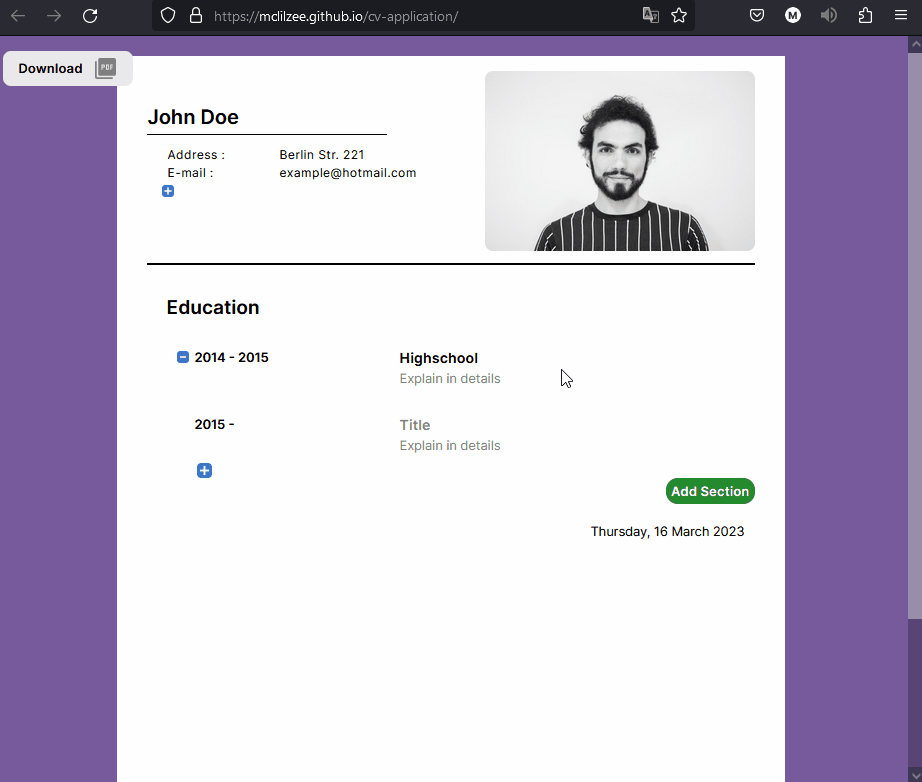 https://mclilzee.github.io/cv-application/
M
Download PDF
John Doe
Address : Berlin Str. 221
E-mail : example@hotmail.com
Education
2014 - 2015 Highschool
Explain in details
2015 - Title
Explain in details
Add Section
Thursday, 16 March 2023